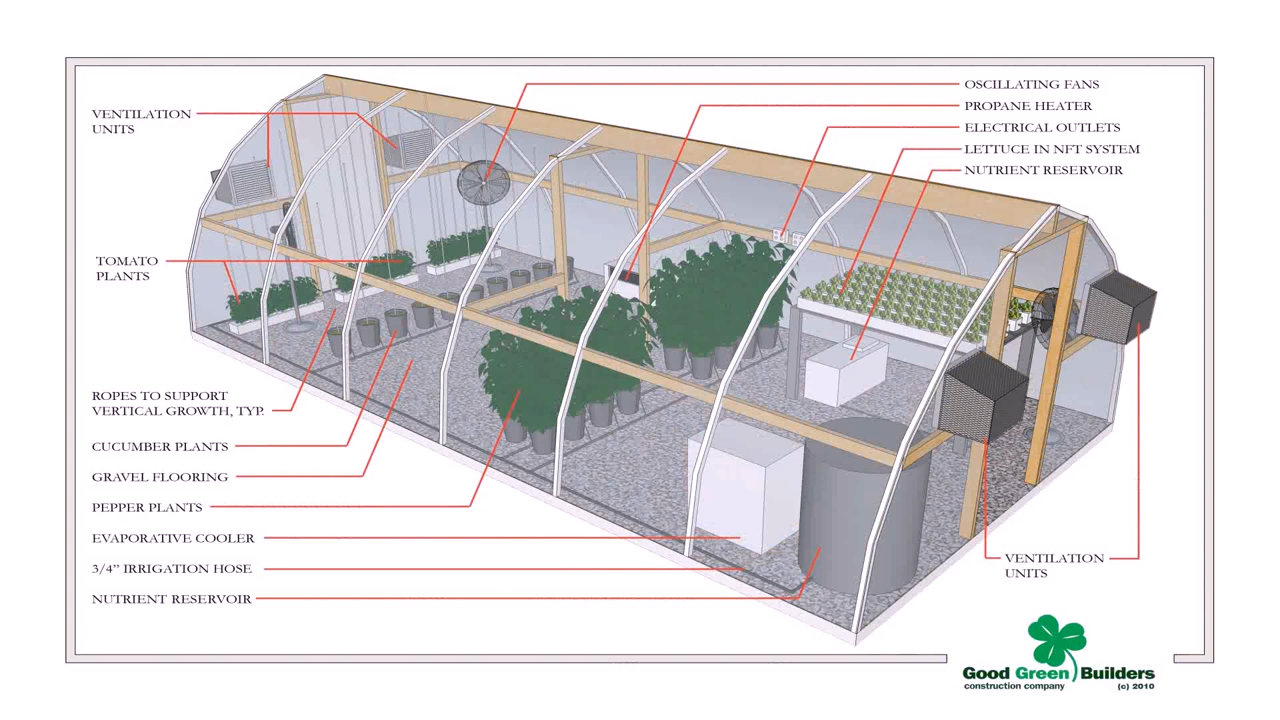 VENTILATION
UNITS
TOMATO
PLANTS
ROPES TO SUPPORT
VERTICAL GROWTH, TYP.
CUCUMBER PLANTS
GRAVEL FLOORING
PEPPER PLANTS
EVAPORATIVE COOLER
3/4” IRRIGATION HOSE
NUTRIENT RESERVOIR
OSCILLATING FANS
PROPANE HEATER
ELECTRICAL OUTLETS
LETTUCE IN NFT SYSTEM
NUTRIENT RESERVOIR
VENTILATION
UNITS
Good Green Builders
construction company (c) 2010